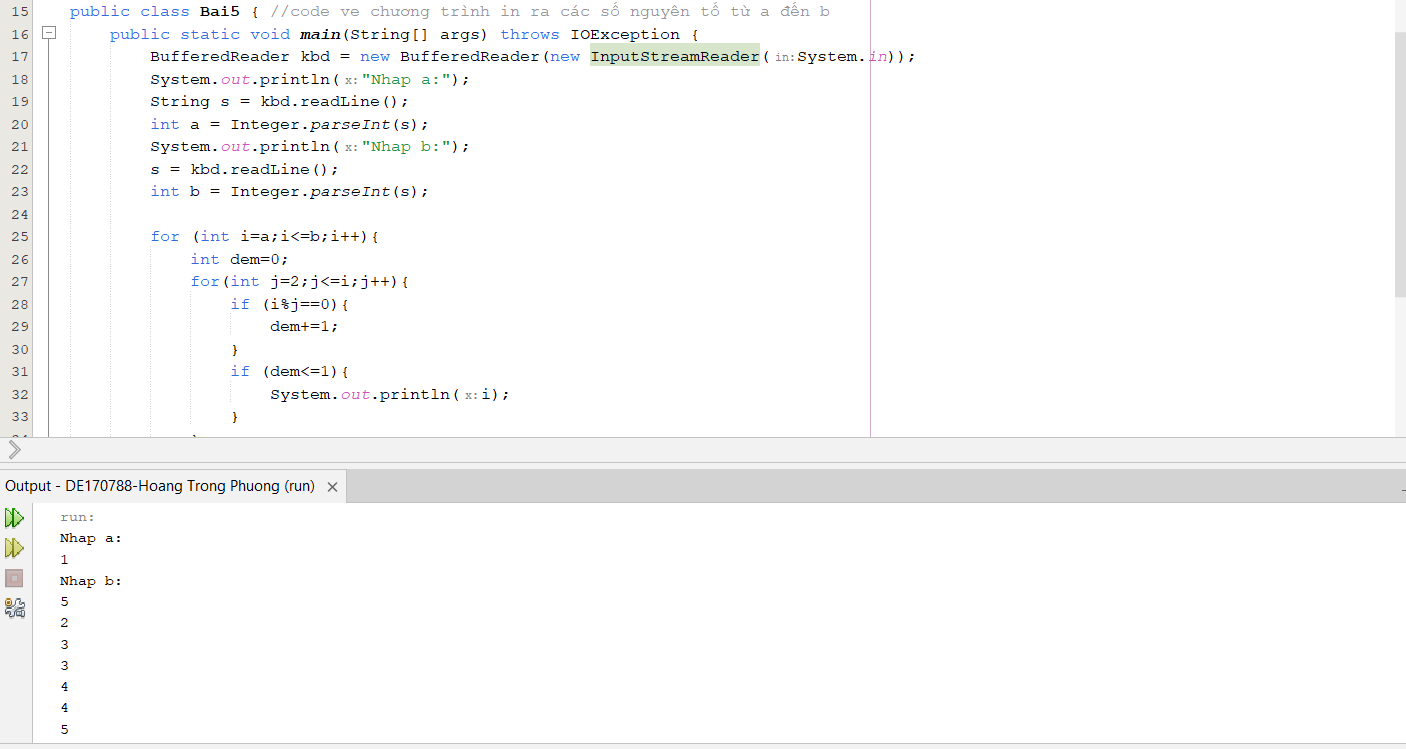 15 public class Bai5 { //code ve chương trình in ra các số nguyên tố từ a đến b
16 public static void main(String[] args) throws IOException {
17 BufferedReader kbd = new BufferedReader(new InputStreamReader( in:System.in));
18 System.out.println( x:"Nhap a:");
19 String s = kbd.readLine();
20 int a = Integer.parseInt(s);
21 System.out.println( x:"Nhap b:");
22 s = kbd.readLine();
23 int b = Integer.parseInt(s);
24
25 for (int i=a;i<=b;i++){
26 int dem=0;
27 for(int j=2;j<=i;j++){
28 if (i%j==0){
29 dem+=1;
30 }
31 if (dem<=1){
32 System.out.println( x:i);
33 }
Output - DE170788-Hoang Trong Phuong (run)
run:
Nhap a:
1
Nhap b:
5
2
3
3
4
4
5